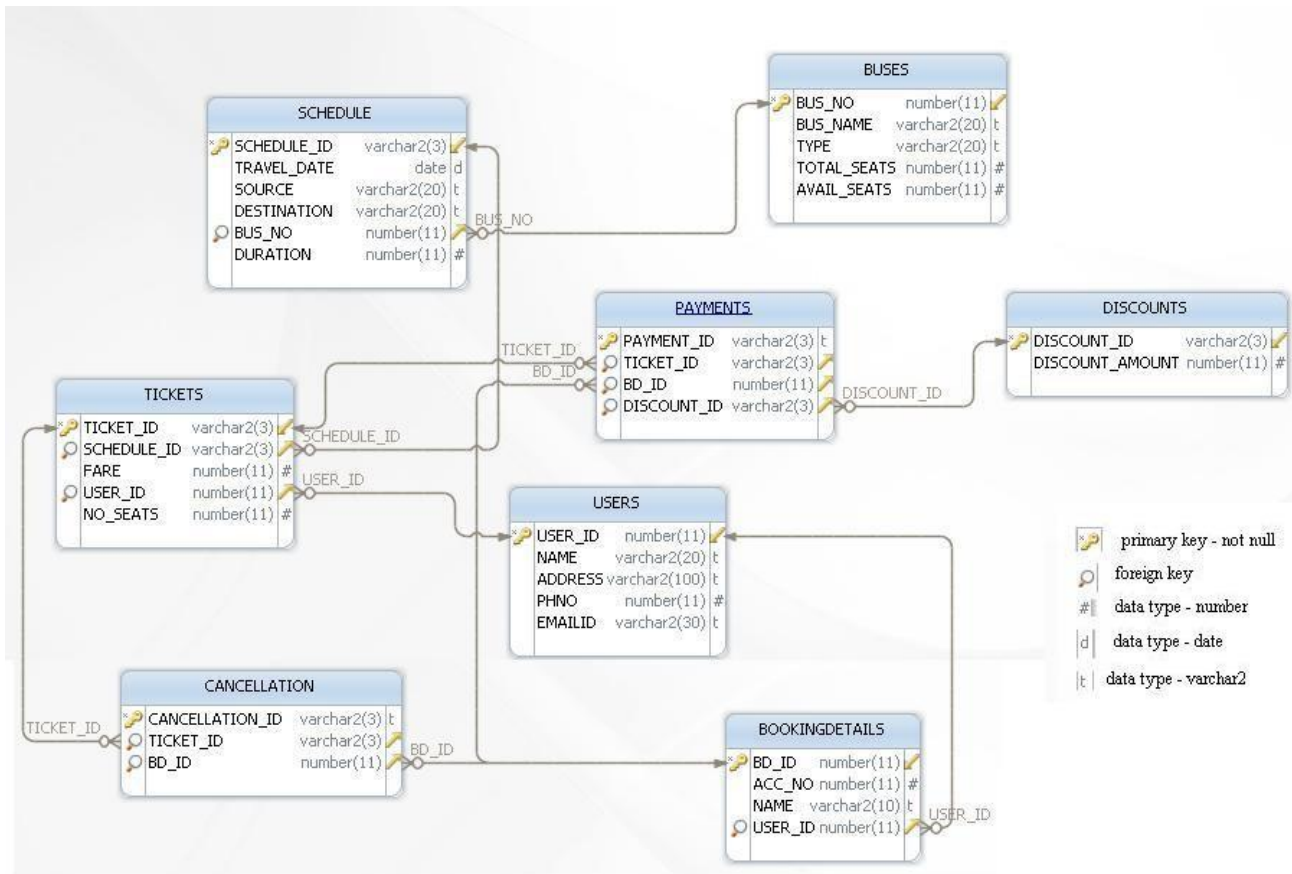 BUSES
BUS_NO number(11)
BUS_NAME varchar2(20) t
TYPE varchar2(20) t
TOTAL_SEATS number(11) #
AVAIL_SEATS number(11) #
SCHEDULE
SCHEDULE_ID varchar2(3)
TRAVEL_DATE date d
SOURCE varchar2(20) t
DESTINATION varchar2(20) t
BUS_NO number(11)
DURATION number(11) #
BUS_NO
PAYMENTS
PAYMENT_ID varchar2(3) t
TICKET_ID varchar2(3)
BD_ID number(11)
DISCOUNT_ID varchar2(3)
TICKET_ID
BD_ID
DISCOUNT_ID
DISCOUNTS
DISCOUNT_ID varchar2(3)
DISCOUNT_AMOUNT number(11) #
TICKETS
TICKET_ID varchar2(3)
SCHEDULE_ID varchar2(3)
FARE number(11) #
USER_ID number(11)
NO_SEATS number(11) #
SCHEDULE_ID
USER_ID
USERS
USER_ID number(11)
NAME varchar2(20) t
ADDRESS varchar2(100) t
PHNO number(11) #
EMAILID varchar2(30) t
primary key - not null
foreign key
# data type - number
d data type - date
t data type - varchar2
CANCELLATION
CANCELLATION_ID varchar2(3) t
TICKET_ID varchar2(3)
BD_ID number(11)
TICKET_ID
BD_ID
BOOKINGDETAILS
BD_ID number(11)
ACC_NO number(11) #
NAME varchar2(10) t
USER_ID number(11)
USER_ID